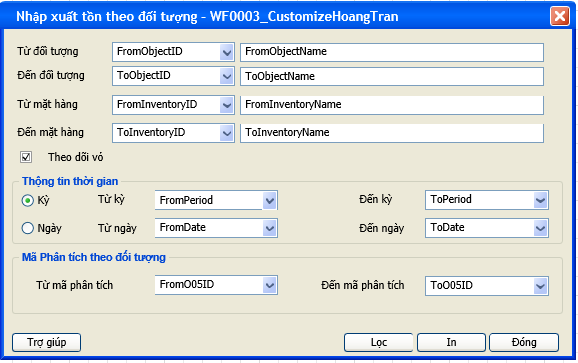 Nhập xuất tồn theo đối tượng - WF0003_CustomizeHoangTran
Từ đối tượng FromObjectID FromObjectName
Đến đối tượng ToObjectID ToObjectName
Từ mặt hàng FromInventoryID FromInventoryName
Đến mặt hàng ToInventoryID ToInventoryName
Theo dõi vỏ
Thông tin thời gian
Kỳ Từ kỳ FromPeriod Đến kỳ ToPeriod
Ngày Từ ngày FromDate Đến ngày ToDate
Mã Phân tích theo đối tượng
Từ mã phân tích FromO05ID Đến mã phân tích ToO05ID
Trợ giúp Lọc In Đóng